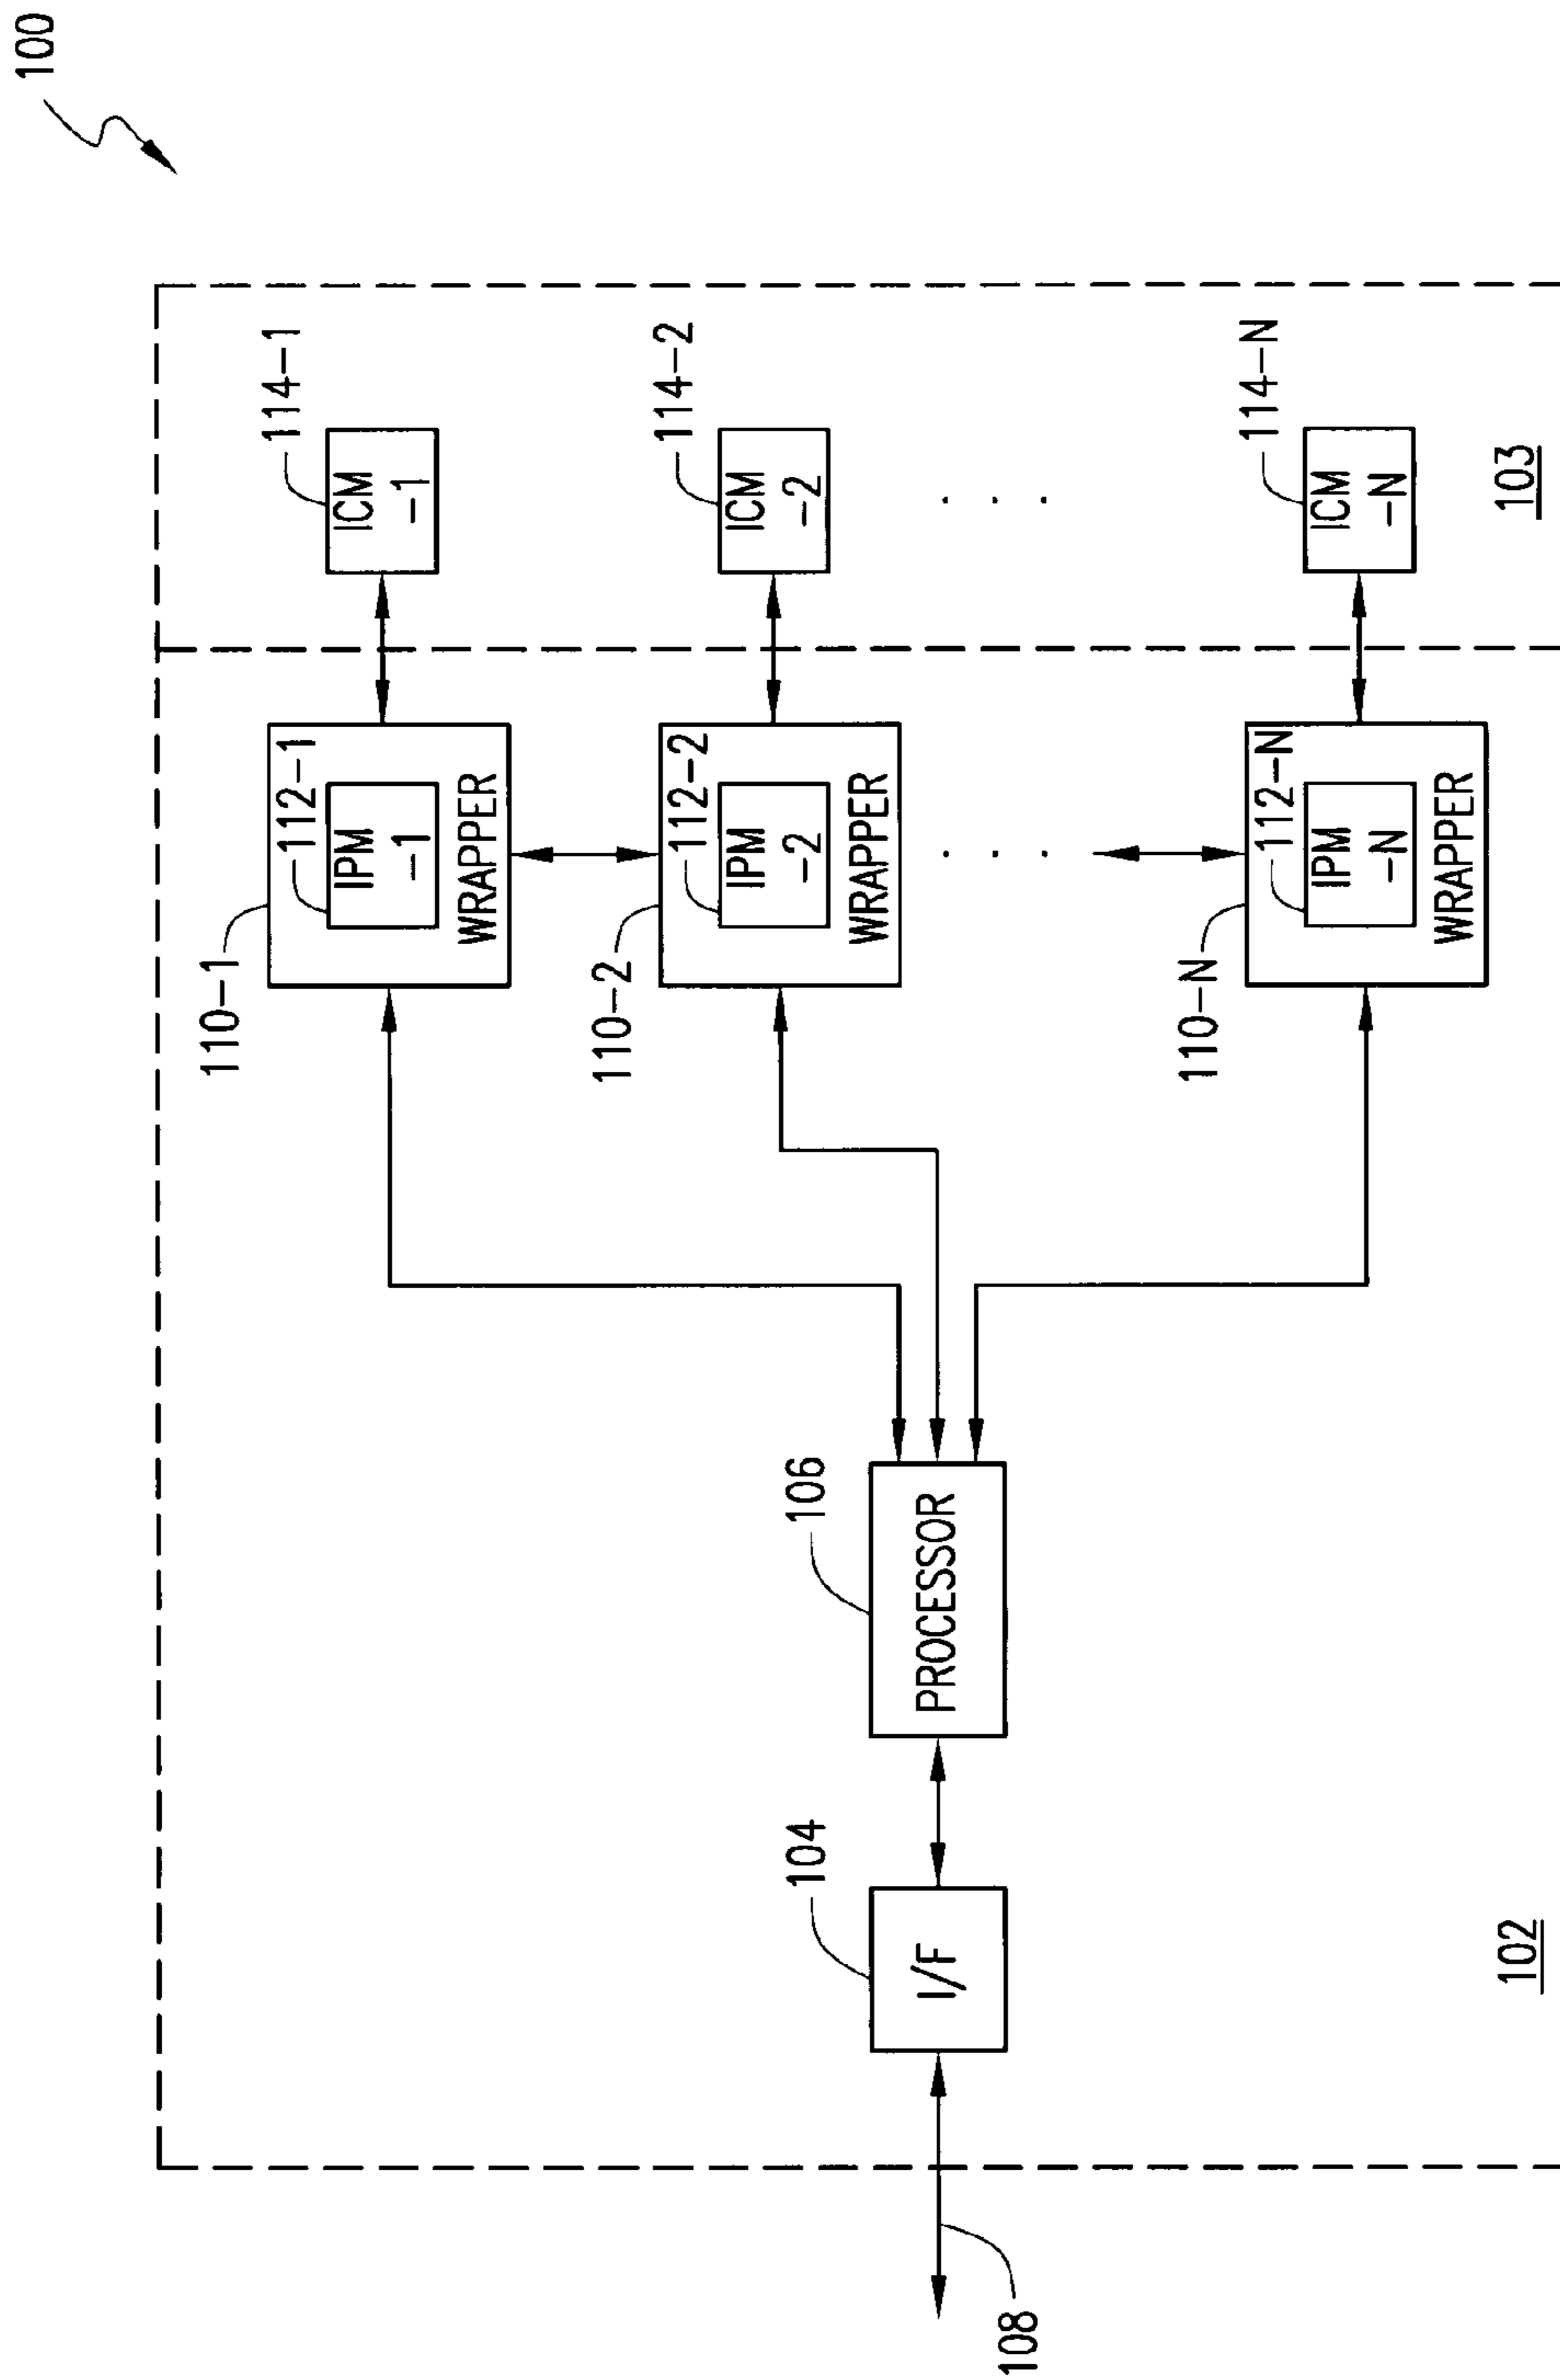 100
114-1
ICM
-1
114-2
ICM
-2
. . .
114-N
ICM
-N
103
110-1
112-1
IPM
-1
WRAPPER
110-2
112-2
IPM
-2
WRAPPER
. . .
110-N
112-N
IPM
-N
WRAPPER
106
PROCESSOR
104
I/F
102
108